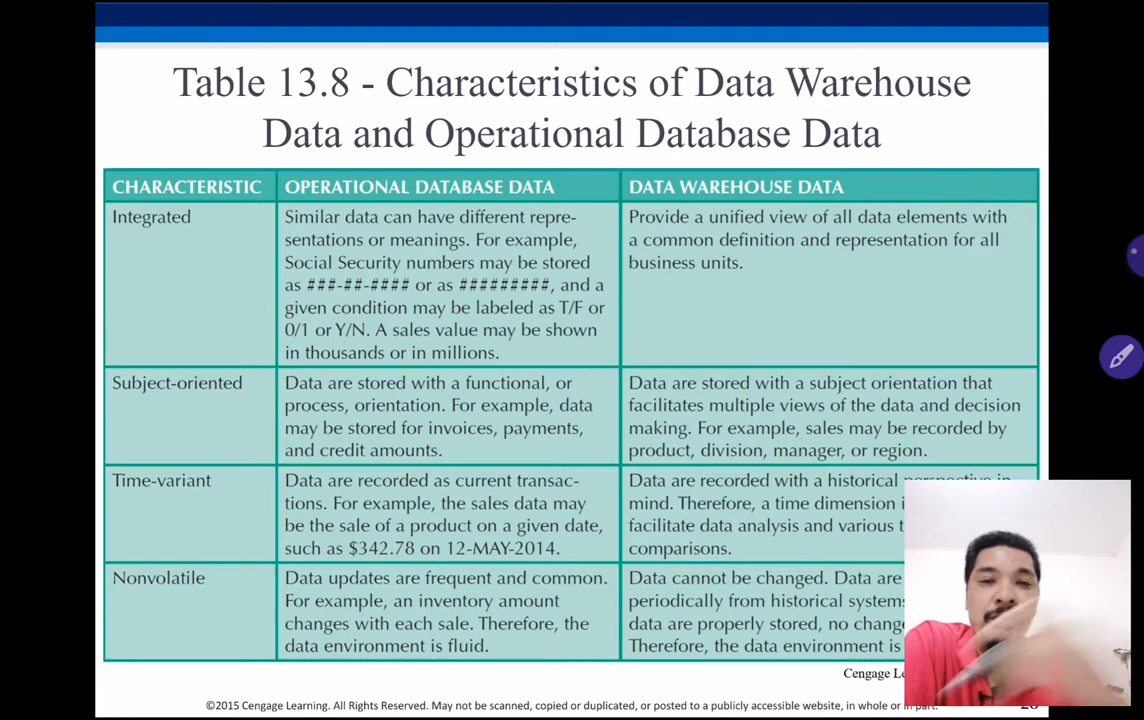 Table 13.8 - Characteristics of Data Warehouse
Data and Operational Database Data
CHARACTERISTIC OPERATIONAL DATABASE DATA DATA WAREHOUSE DATA
Integrated
Similar data can have different repre-
sentations or meanings. For example,
Social Security numbers may be stored
as ###-##-#### or as #########, and a
given condition may be labeled as T/F or
0/1 or Y/N. A sales value may be shown
in thousands or in millions.
Provide a unified view of all data elements with
a common definition and representation for all
business units.
Subject-oriented
Data are stored with a functional, or
process, orientation. For example, data
may be stored for invoices, payments,
and credit amounts.
Data are stored with a subject orientation that
facilitates multiple views of the data and decision
making. For example, sales may be recorded by
product, division, manager, or region.
Time-variant
Data are recorded as current transac-
tions. For example, the sales data may
be the sale of a product on a given date,
such as $342.78 on 12-MAY-2014.
Data are recorded with a historical perspective in
mind. Therefore, a time dimension
facilitate data analysis and various
comparisons.
Nonvolatile
Data updates are frequent and common.
For example, an inventory amount
changes with each sale. Therefore, the
data environment is fluid.
Data cannot be changed. Data are
periodically from historical systems
data are properly stored, no
Therefore, the data environment is
Cengage
©2015 Cengage Learning. All Rights Reserved. May not be scanned, copied or duplicated, or posted to a publicly accessible website, in whole or in part.